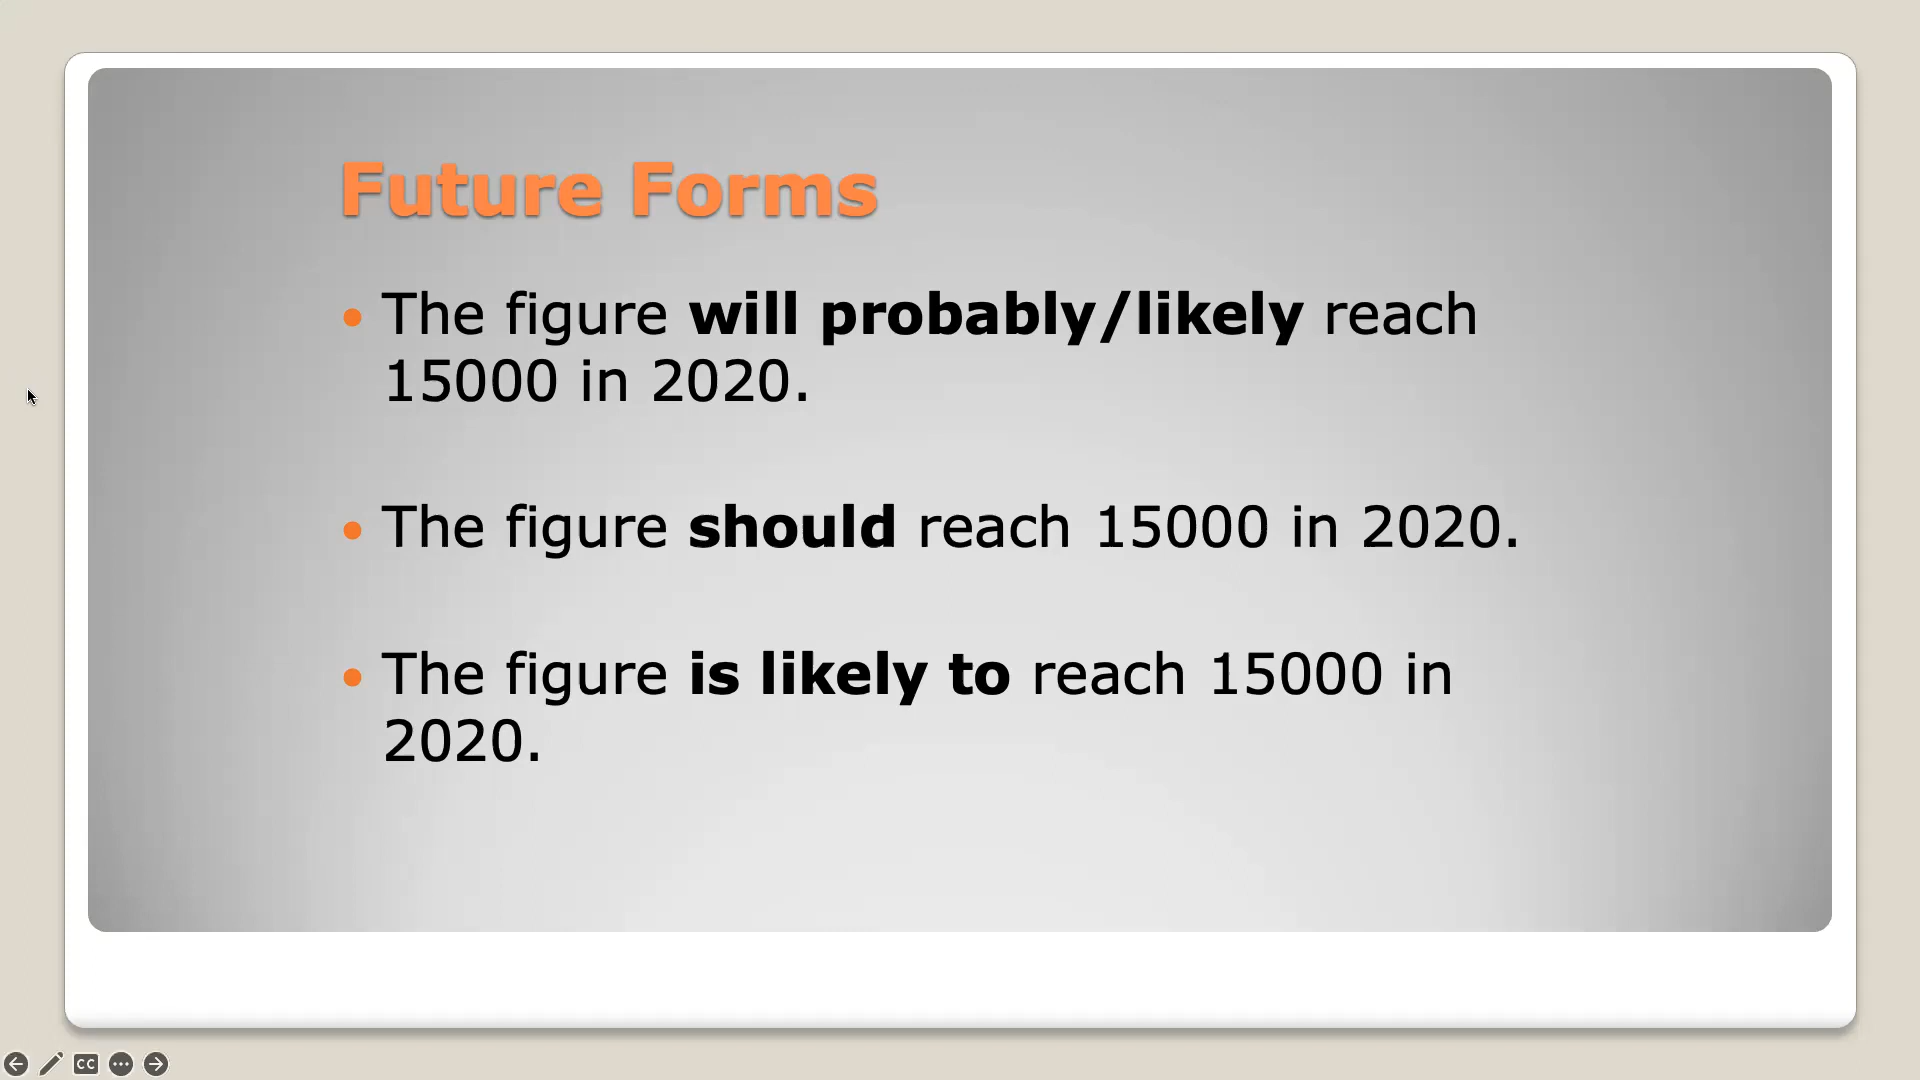 Future Forms
The figure will probably/likely reach
15000 in 2020.
The figure should reach 15000 in 2020.
The figure is likely to reach 15000 in
2020.
CC